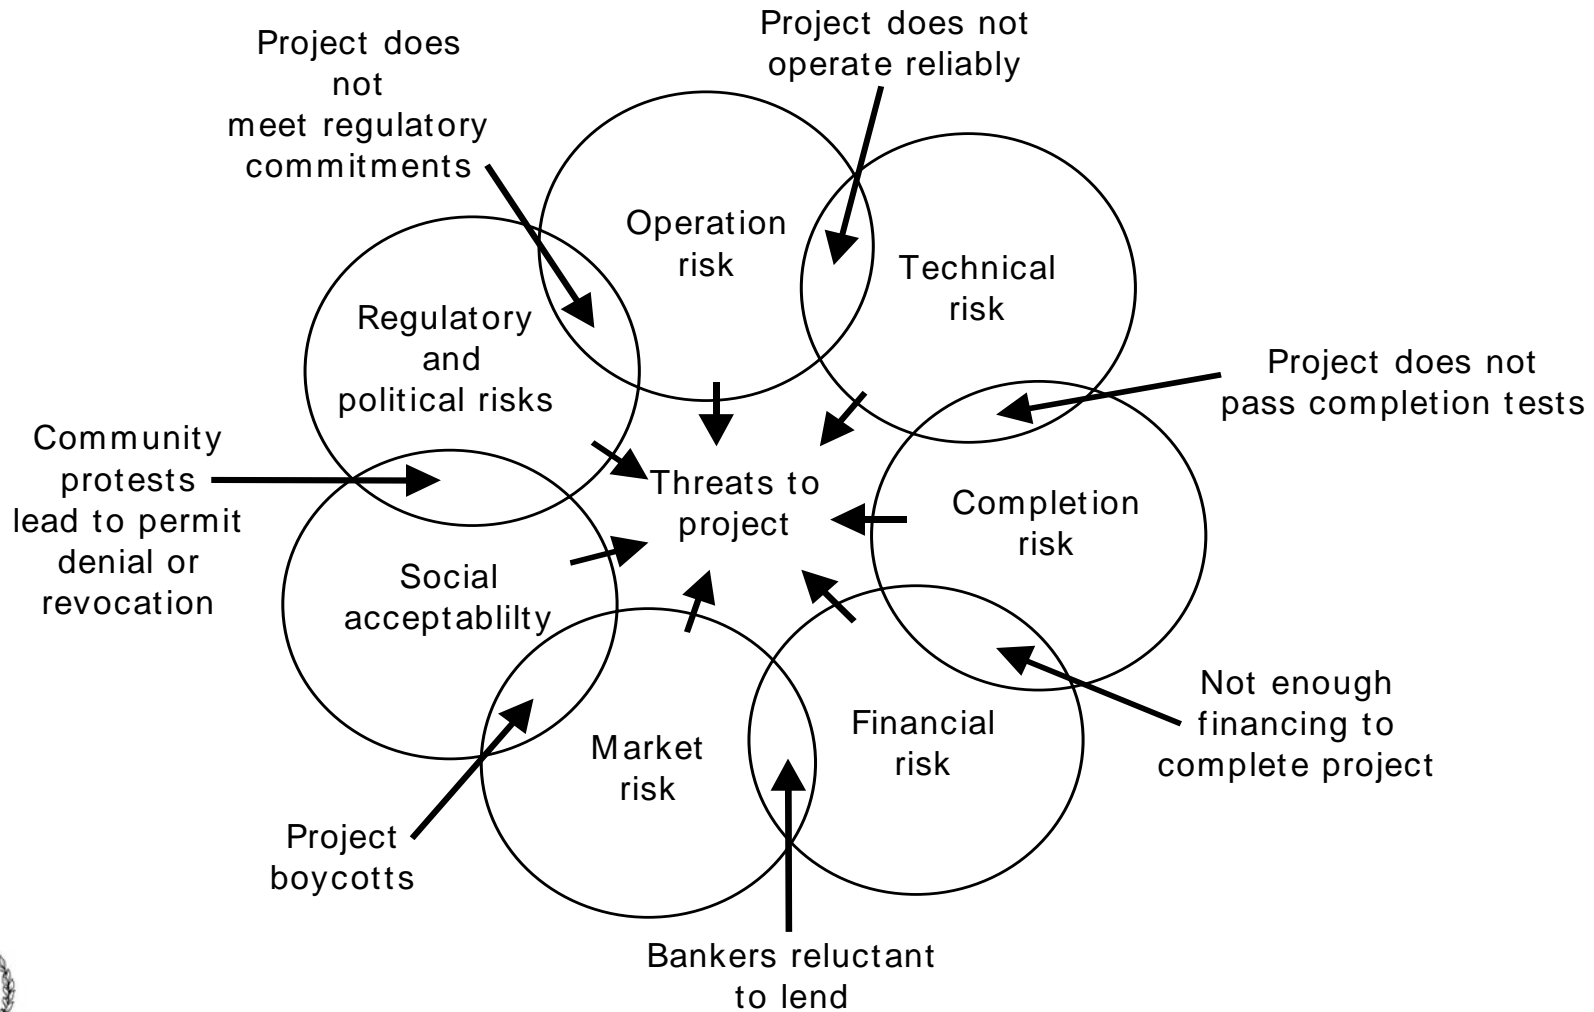 Project does
not
meet regulatory
commitments
Project does not
operate reliably
Operation
risk
Technical
risk
Regulatory
and
political risks
Project does not
pass completion tests
Community
protests
lead to permit
denial or
revocation
Threats to
project
Completion
risk
Social
acceptablilty
Not enough
financing to
complete project
Market
risk
Financial
risk
Project
boycotts
Bankers reluctant
to lend